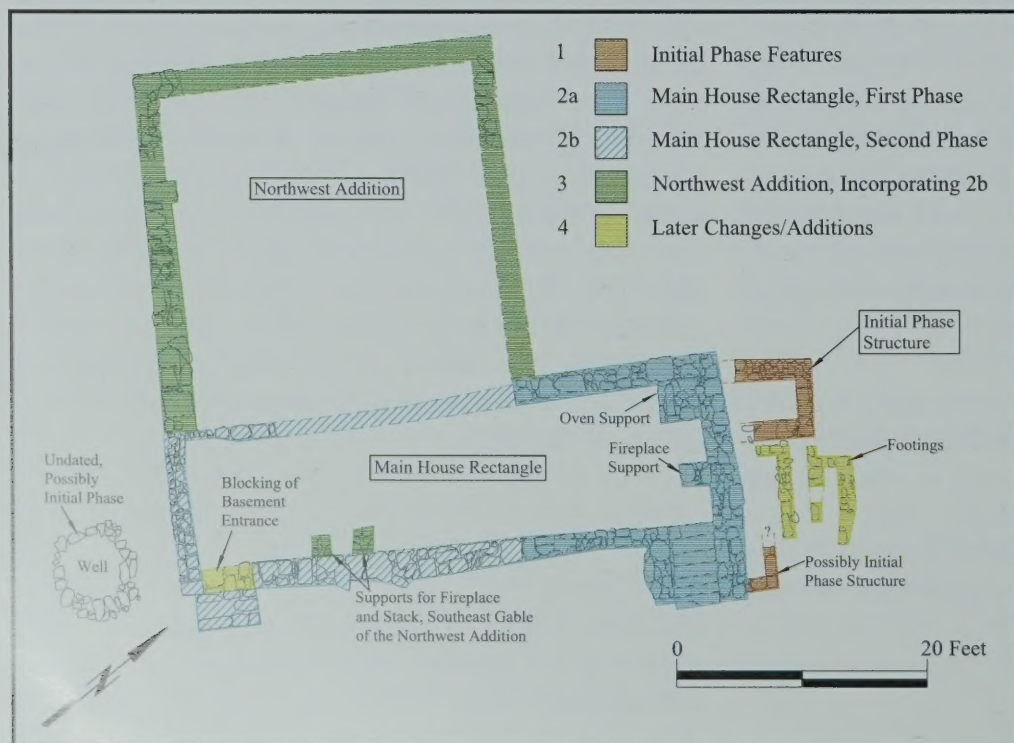 1 Initial Phase Features
2a Main House Rectangle, First Phase
2b Main House Rectangle, Second Phase
3 Northwest Addition, Incorporating 2b
4 Later Changes/Additions
Northwest Addition
Initial Phase
Structure
Oven Support
Footings
Fireplace
Support
Main House Rectangle
Undated,
Possibly
Initial Phase
Well
Blocking of
Basement
Entrance
?
Possibly Initial
Phase Structure
Supports for Fireplace
and Stack, Southeast Gable
of the Northwest Addition
N
0 20 Feet